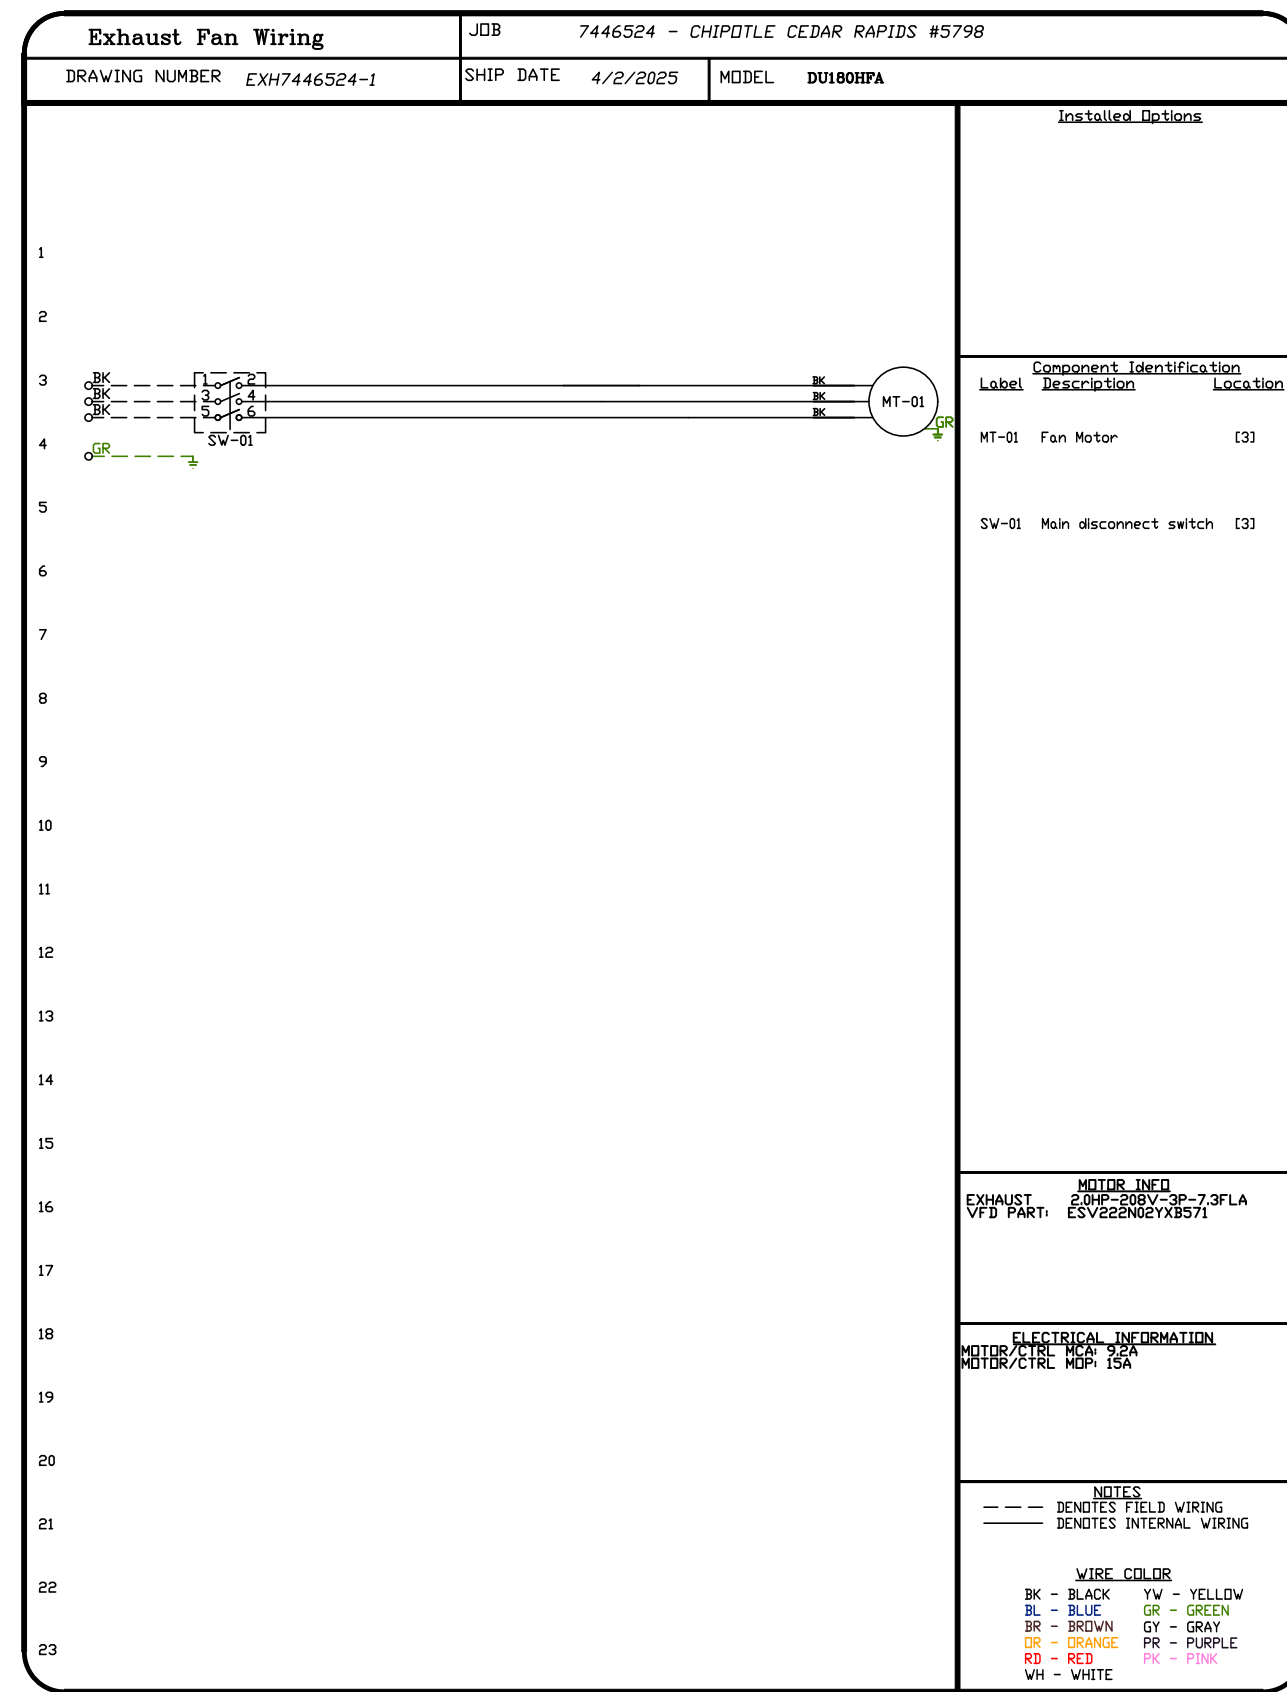 Exhaust Fan Wiring
JOB 7446524 - CHIPOTLE CEDAR RAPIDS #5798
DRAWING NUMBER EXH7446524-1
SHIP DATE 4/2/2025
MODEL DU180HFA
Installed Options
1
2
3
BK 1 2 BK
BK 3 4 BK MT-01
BK 5 6 BK
GR
SW-01
4
GR
5
6
7
8
9
10
11
12
13
14
15
16
17
18
19
20
21
22
23
Component Identification
Label Description Location
MT-01 Fan Motor [3]
SW-01 Main disconnect switch [3]
MOTOR INFO
EXHAUST 2.0HP-208V-3P-7.3FLA
VFD PART: ESV222N02YXB571
ELECTRICAL INFORMATION
MOTOR/CTRL MCA: 9.2A
MOTOR/CTRL MOP: 15A
NOTES
DENOTES FIELD WIRING
DENOTES INTERNAL WIRING
WIRE COLOR
BK - BLACK YW - YELLOW
BL - BLUE GR - GREEN
BR - BROWN GY - GRAY
OR - ORANGE PR - PURPLE
RD - RED PK - PINK
WH - WHITE